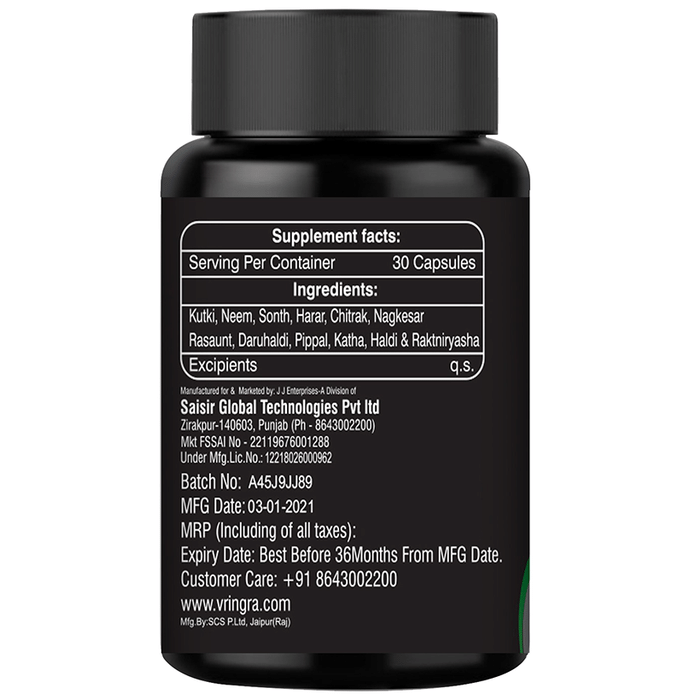 Supplement facts:
Serving Per Container 30 Capsules
Ingredients:
Kutki, Neem, Sonth, Harar, Chitrak, Nagkesar
Rasaunt, Daruhaldi, Pippal, Katha, Haldi & Raktniryasha
Excipients q.s.
Manufactured for & Marketed by: J J Enterprises-A Division of
Saisir Global Technologies Pvt ltd
Zirakpur-140603, Punjab (Ph - 8643002200)
Mkt FSSAI No - 22119676001288
Under Mfg.Lic.No.: 12218026000962
Batch No: A45J9JJ89
MFG Date: 03-01-2021
MRP (Including of all taxes):
Expiry Date: Best Before 36Months From MFG Date.
Customer Care: +91 8643002200
www.vringra.com
Mfg.By:SCS P.Ltd, Jaipur(Raj)